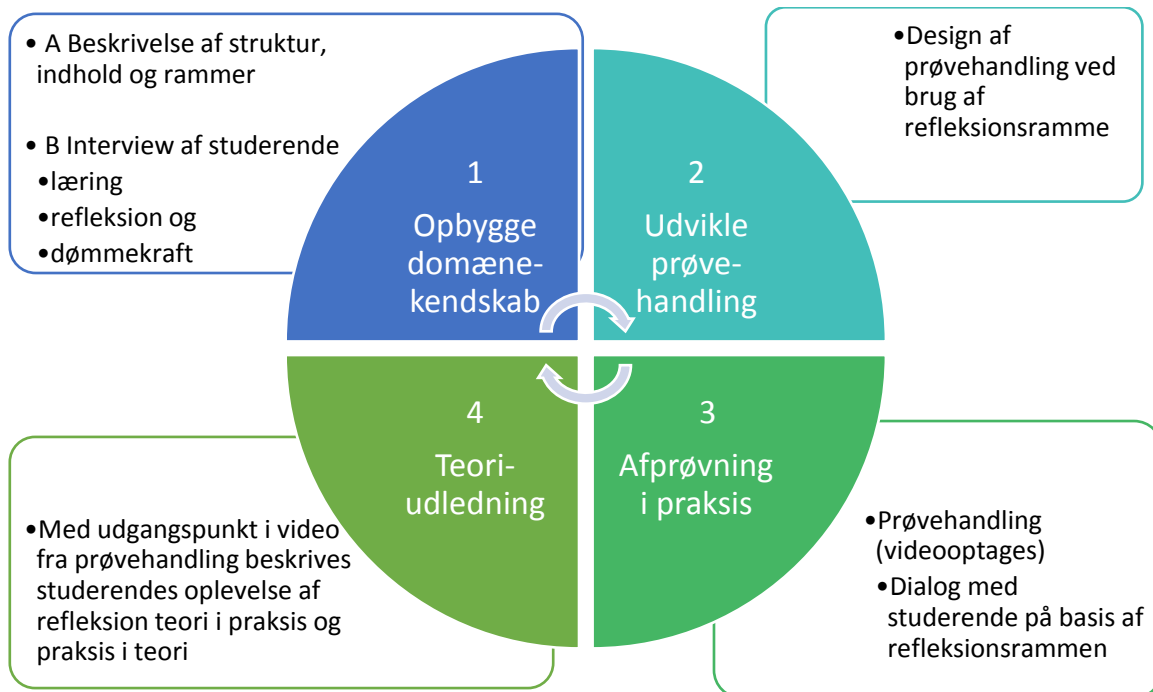 • A Beskrivelse af struktur,
indhold og rammer
• B Interview af studerende
•læring
•refleksion og
•dømmekraft
1
Opbygge
domæne-
kendskab
2
Udvikle
prøve-
handling
•Design af
prøvehandling ved
brug af
refleksionsramme
4
Teori-
udledning
3
Afprøvning
i praksis
•Med udgangspunkt i video
fra prøvehandling beskrives
studerendes oplevelse af
refleksion teori i praksis og
praksis i teori
•Prøvehandling
(videooptages)
•Dialog med
studerende på basis af
refleksionsrammen